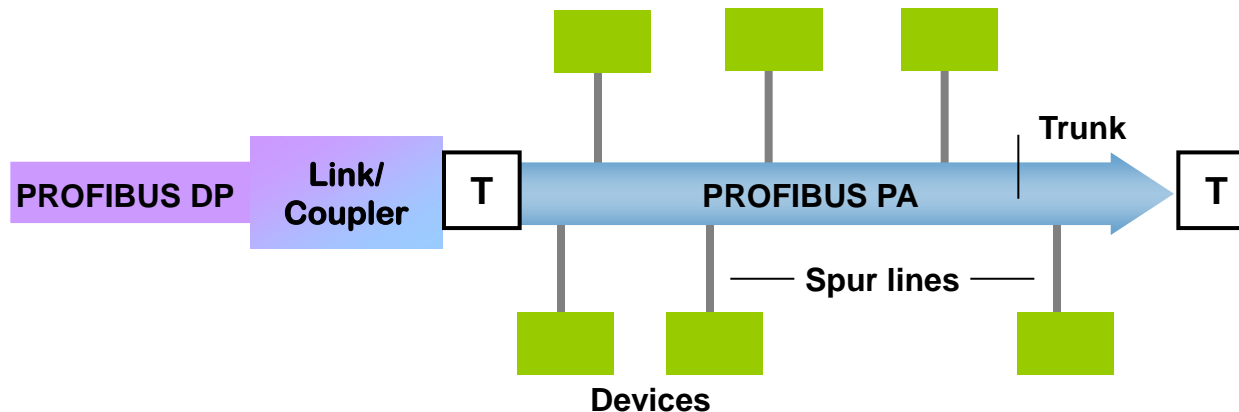 Trunk
PROFIBUS DP
Link/
Coupler
T
PROFIBUS PA
T
Spur lines
Devices